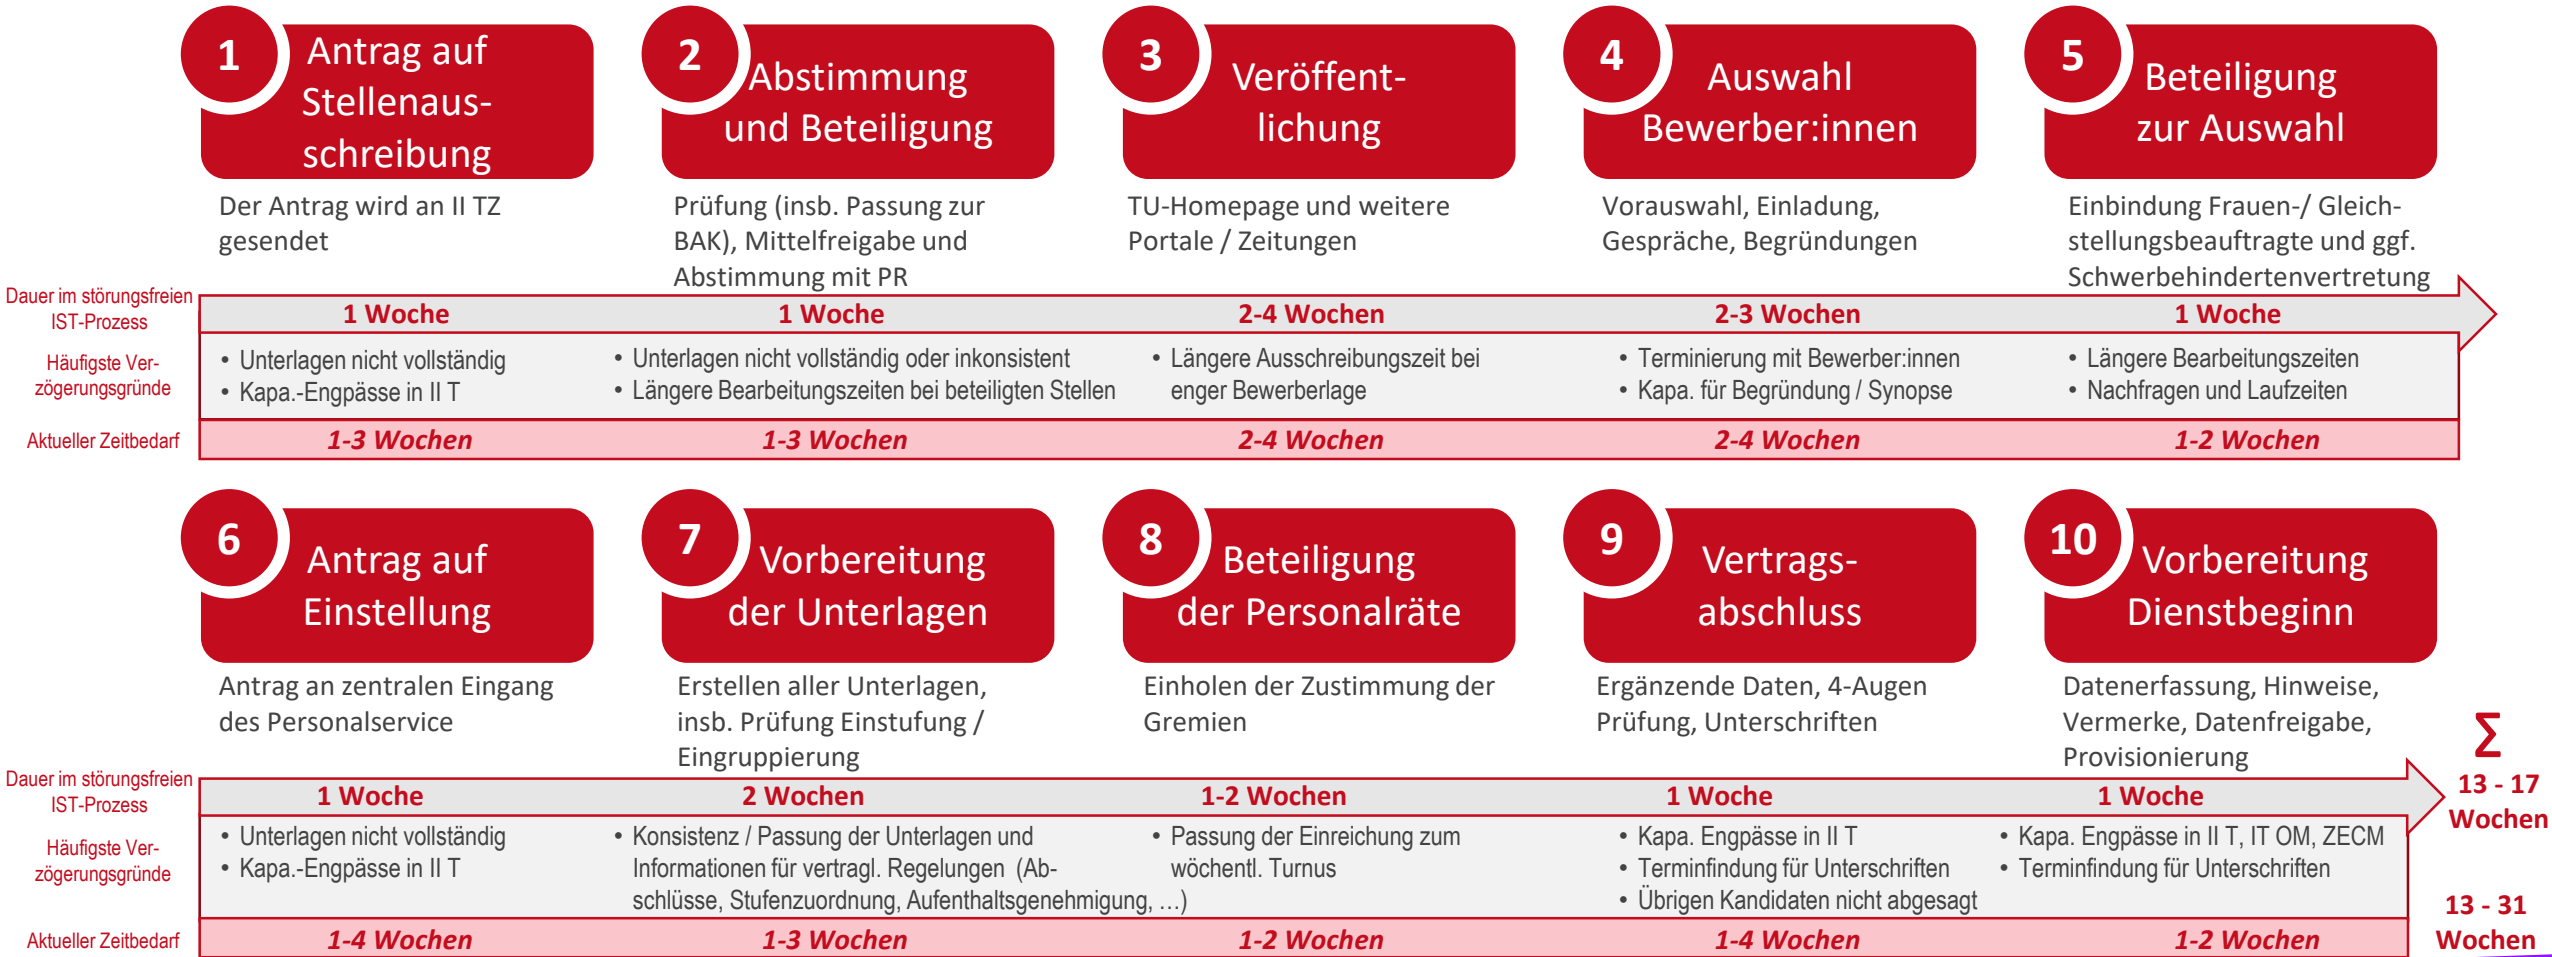 1
Antrag auf
Stellenaus-
schreibung
2
Abstimmung
und Beteiligung
3
Veröffent-
lichung
4
Auswahl
Bewerber:innen
5
Beteiligung
zur Auswahl
Der Antrag wird an II TZ
gesendet
Prüfung (insb. Passung zur
BAK), Mittelfreigabe und
Abstimmung mit PR
TU-Homepage und weitere
Portale / Zeitungen
Vorauswahl, Einladung,
Gespräche, Begründungen
Einbindung Frauen-/ Gleich-
stellungsbeauftragte und ggf.
Schwerbehindertenvertretung
Dauer im störungsfreien
IST-Prozess
1 Woche
1 Woche
2-4 Wochen
2-3 Wochen
1 Woche
Häufigste Ver-
zögerungsgründe
• Unterlagen nicht vollständig
• Kapa.-Engpässe in II T
• Unterlagen nicht vollständig oder inkonsistent
• Längere Bearbeitungszeiten bei beteiligten Stellen
• Längere Ausschreibungszeit bei
enger Bewerberlage
• Terminierung mit Bewerber:innen
• Kapa. für Begründung / Synopse
• Längere Bearbeitungszeiten
• Nachfragen und Laufzeiten
Aktueller Zeitbedarf
1-3 Wochen
1-3 Wochen
2-4 Wochen
2-4 Wochen
1-2 Wochen
6
Antrag auf
Einstellung
7
Vorbereitung
der Unterlagen
8
Beteiligung
der Personalräte
9
Vertrags-
abschluss
10
Vorbereitung
Dienstbeginn
Antrag an zentralen Eingang
des Personalservice
Erstellen aller Unterlagen,
insb. Prüfung Einstufung /
Eingruppierung
Einholen der Zustimmung der
Gremien
Ergänzende Daten, 4-Augen
Prüfung, Unterschriften
Datenerfassung, Hinweise,
Vermerke, Datenfreigabe,
Provisionierung
Σ
Dauer im störungsfreien
IST-Prozess
1 Woche
2 Wochen
1-2 Wochen
1 Woche
1 Woche
13 - 17
Wochen
Häufigste Ver-
zögerungsgründe
• Unterlagen nicht vollständig
• Kapa.-Engpässe in II T
• Konsistenz / Passung der Unterlagen und
Informationen für vertragl. Regelungen (Ab-
schlüsse, Stufenzuordnung, Aufenthaltsgenehmigung, …)
• Passung der Einreichung zum
wöchentl. Turnus
• Kapa. Engpässe in II T
• Terminfindung für Unterschriften
• Übrigen Kandidaten nicht abgesagt
• Kapa. Engpässe in II T, IT OM, ZECM
• Terminfindung für Unterschriften
Aktueller Zeitbedarf
1-4 Wochen
1-3 Wochen
1-2 Wochen
1-4 Wochen
1-2 Wochen
13 - 31
Wochen